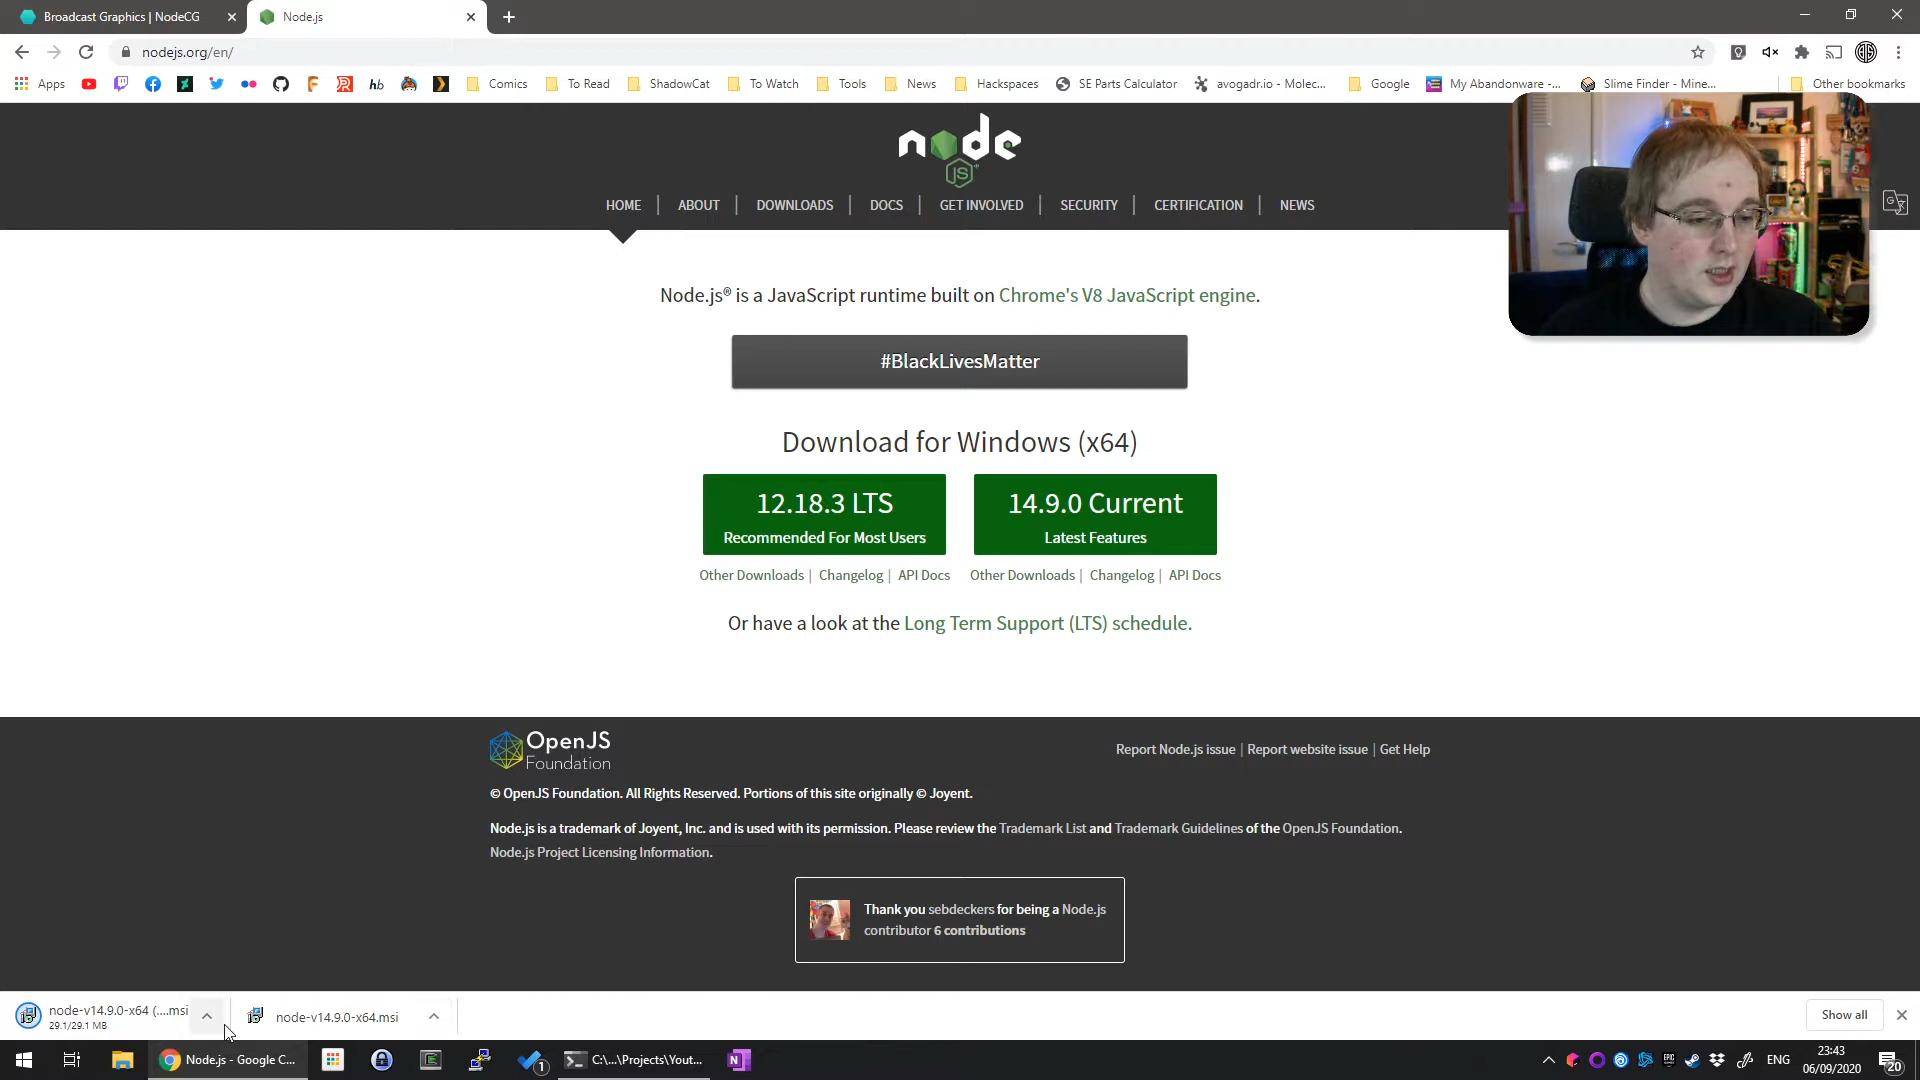 Broadcast Graphics | NodeCG
Node.js
nodejs.org/en/
Apps
hb
Comics
To Read
ShadowCat
To Watch
Tools
News
Hackspaces
SE Parts Calculator
avogadr.io - Molec...
Google
My Abandonware -...
Slime Finder - Mine...
Other bookmarks
node
JS
HOME | ABOUT | DOWNLOADS | DOCS | GET INVOLVED | SECURITY | CERTIFICATION | NEWS
Node.js® is a JavaScript runtime built on Chrome's V8 JavaScript engine.
#BlackLivesMatter
Download for Windows (x64)
12.18.3 LTS
Recommended For Most Users
14.9.0 Current
Latest Features
Other Downloads | Changelog | API Docs
Other Downloads | Changelog | API Docs
Or have a look at the Long Term Support (LTS) schedule.
OpenJS
Foundation
Report Node.js issue | Report website issue | Get Help
© OpenJS Foundation. All Rights Reserved. Portions of this site originally © Joyent.
Node.js is a trademark of Joyent, Inc. and is used with its permission. Please review the Trademark List and Trademark Guidelines of the OpenJS Foundation.
Node.js Project Licensing Information.
Thank you sebdeckers for being a Node.js
contributor 6 contributions
node-v14.9.0-x64 (....msi
29.1/29.1 MB
node-v14.9.0-x64.msi
Show all
Node.js - Google C...
1
C:\...\Projects\Yout...
ENG
23:43
06/09/2020
20